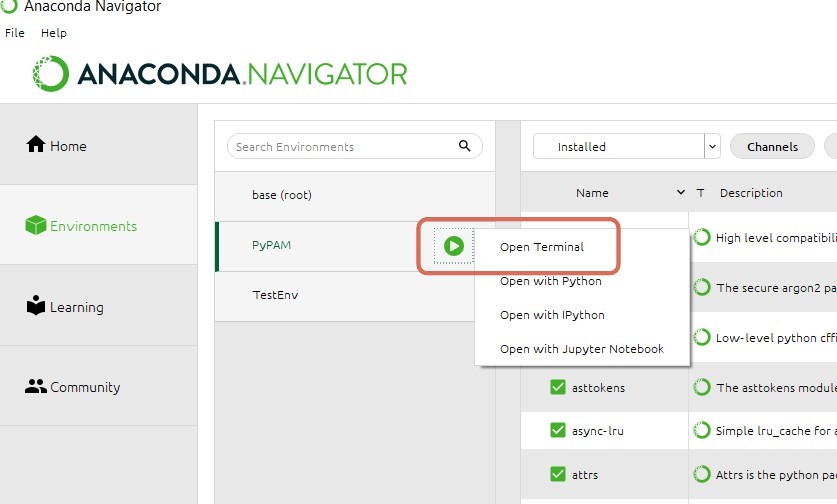 Anaconda Navigator
File Help
ANACONDA.NAVIGATOR
Home
Environments
Learning
Community
Search Environments
base (root)
PyPAM
TestEnv
Open Terminal
Open with Python
Open with IPython
Open with Jupyter Notebook
Installed
Channels
Name T Description
High level compatibili
The secure argon2 pa
Low-level python cffi
asttokens The asttokens module
async-lru Simple lru_cache for a
attrs Attrs is the python pac